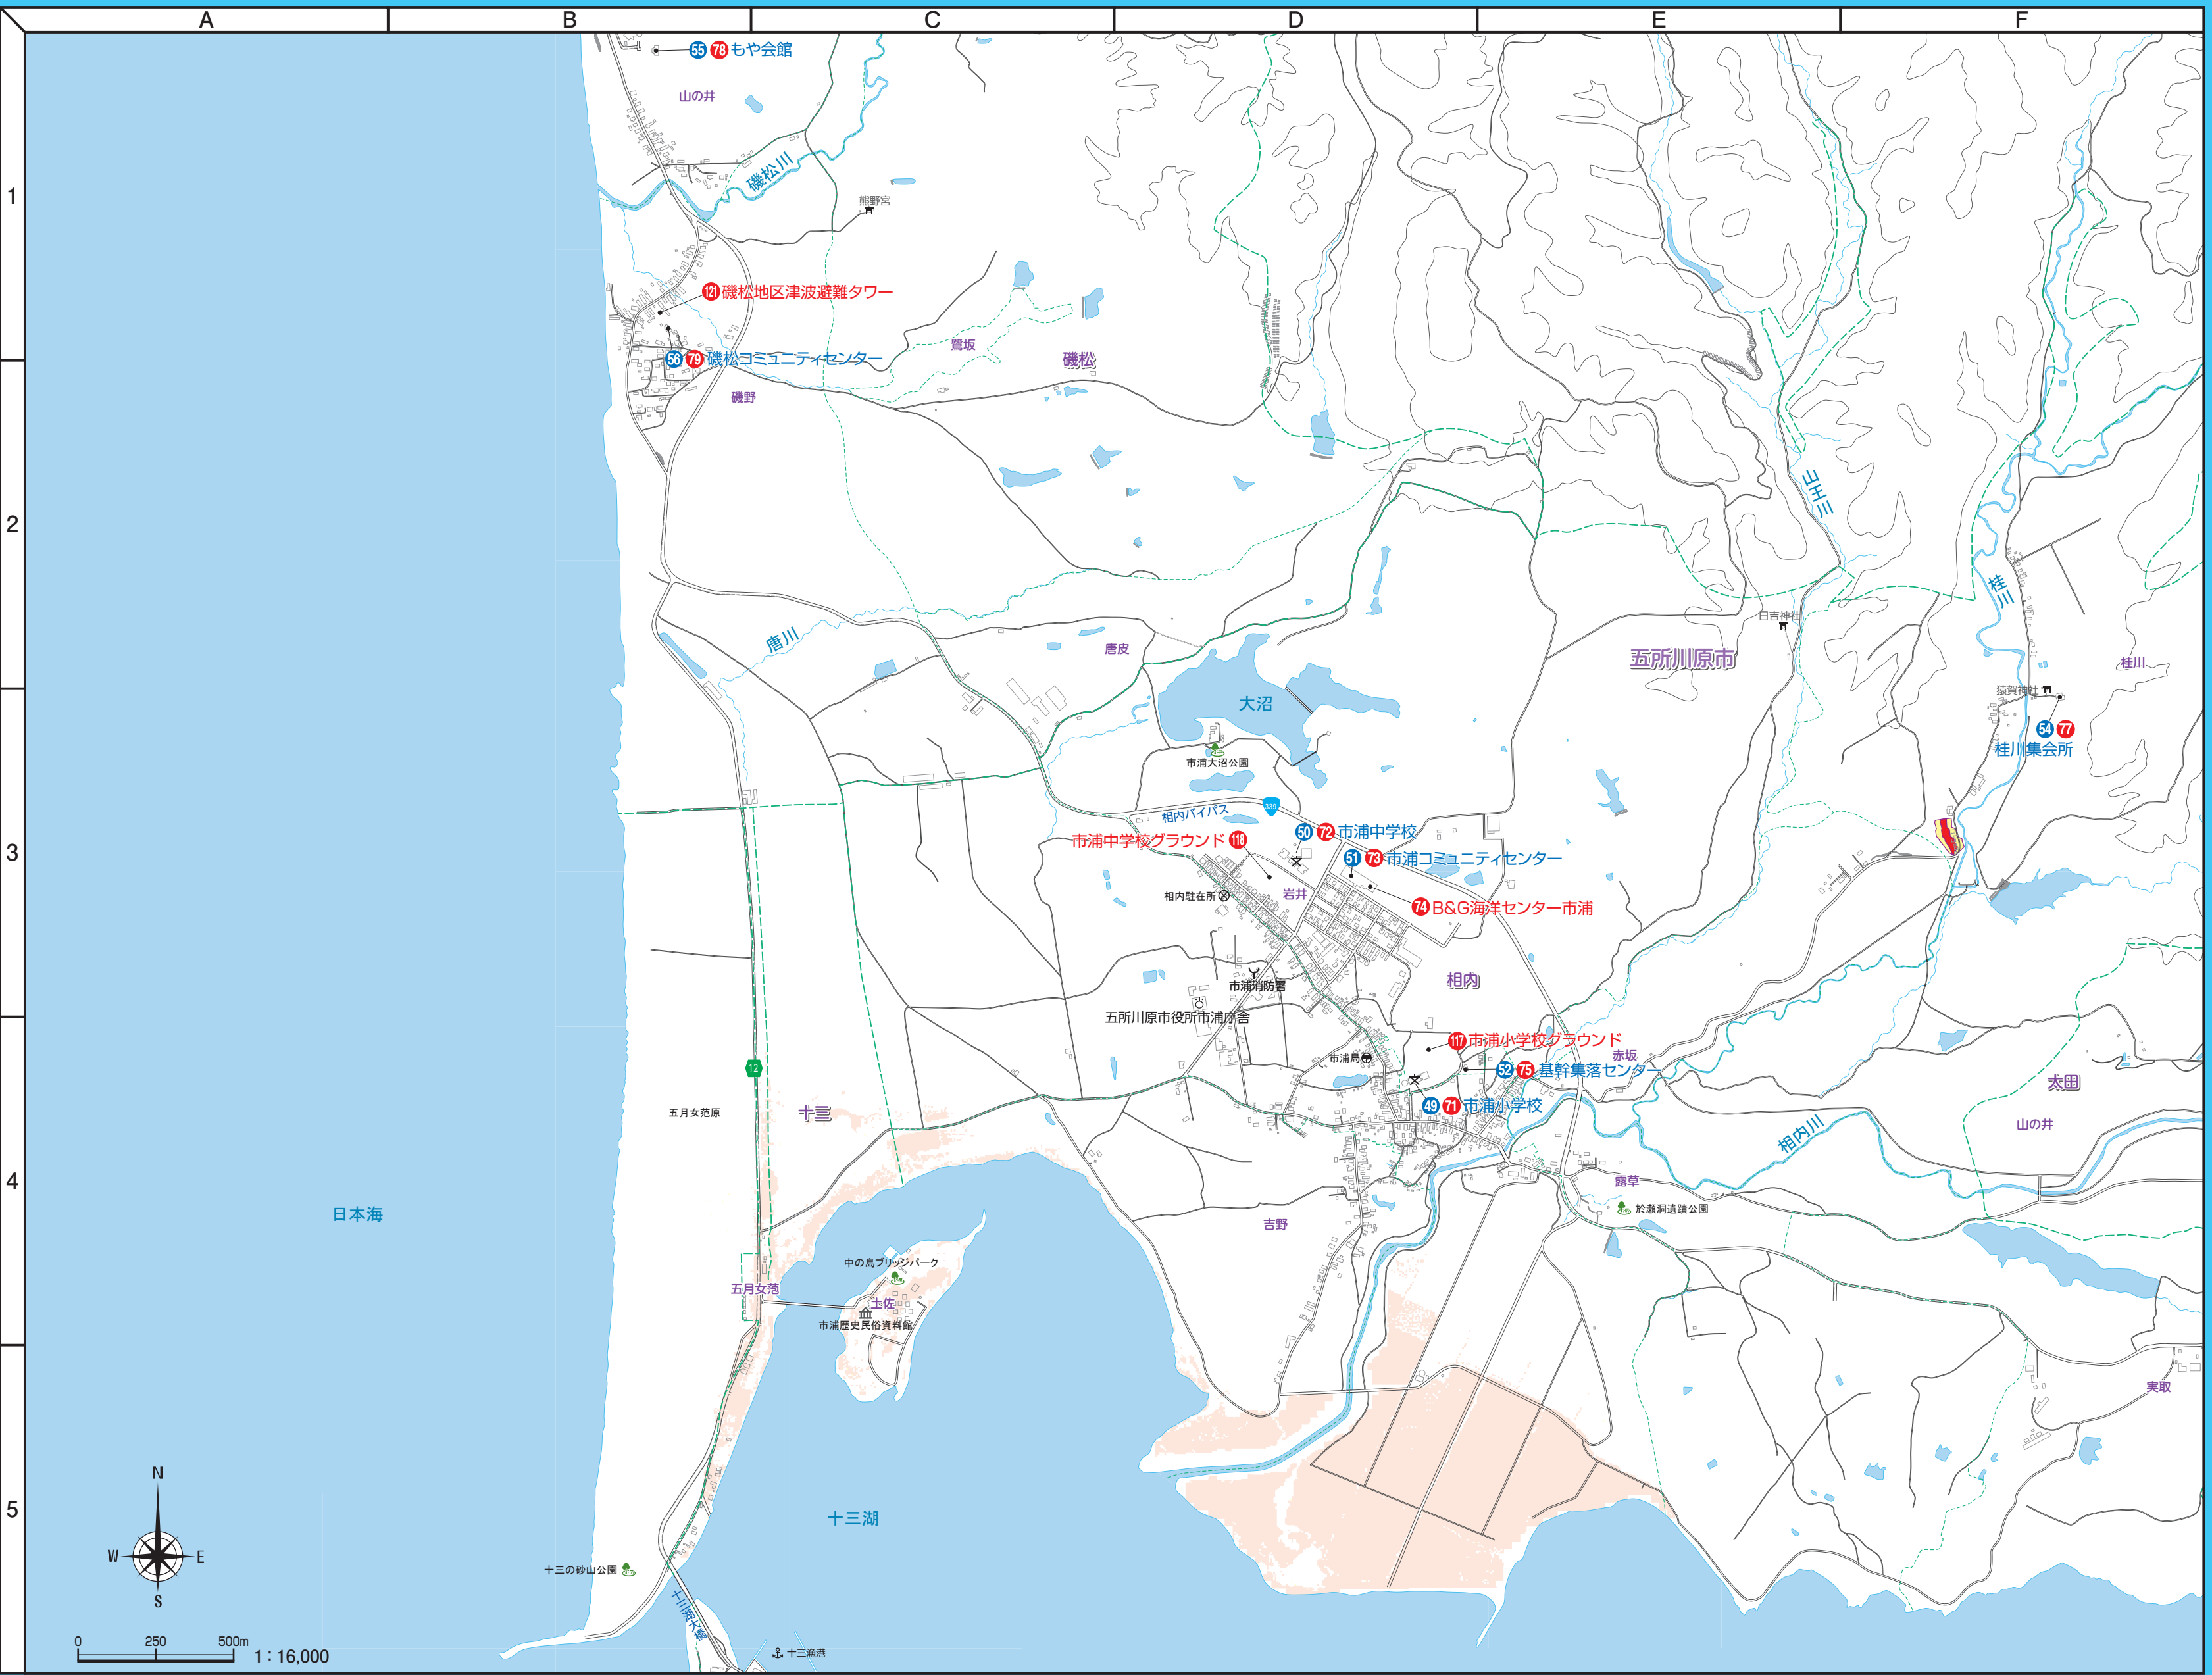 A B C D E F
1
2
3
4
5
55 78 もや会館
山の井
磯松川
熊野宮
121 磯松地区津波避難タワー
56 79 磯松コミュニティセンター
鷲坂
磯松
磯野
山王川
桂川
唐川
唐皮
日吉神社
五所川原市
桂川
猿賀神社
54 77
桂川集会所
大沼
市浦大沼公園
相内バイパス
339
市浦中学校グラウンド 118
50 72 市浦中学校
51 73 市浦コミュニティセンター
相内駐在所
岩井
74 B&G海洋センター市浦
市浦消防署
相内
五所川原市役所市浦庁舎
117 市浦小学校グラウンド
市浦局
赤坂
52 75 基幹集落センター
49 71 市浦小学校
太田
山の井
相内川
12
五月女萢原
十三
露草
於瀬洞遺蹟公園
吉野
日本海
中の島ブリッジパーク
五月女萢
土佐
市浦歴史民俗資料館
実取
十三湖
十三の砂山公園
十三湖大橋
十三漁港
N
W E
S
0 250 500m
1：16,000